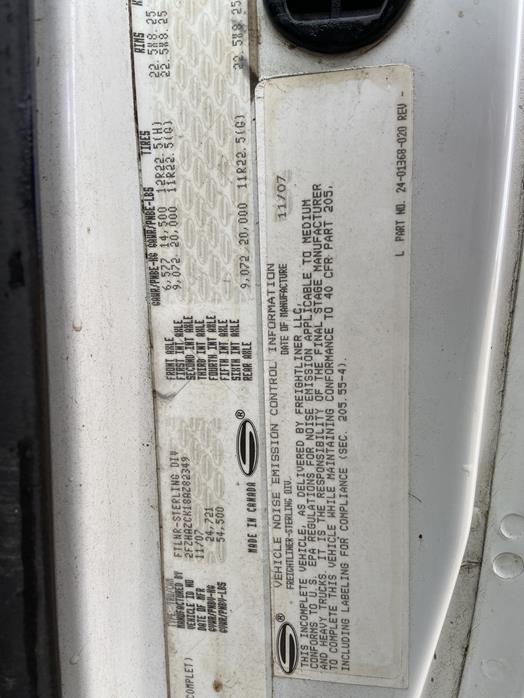 COMPLET)
MANUFACTURED BY FTLNR-STERLING DIV
VEHICLE ID NO 2FZHAZCK18AZ82349
DATE OF MFR 11/07
GVWR/PNBV-KG 24,721
GVWR/PNBV-LBS 54,500
MADE IN CANADA
GAWR/PNBE-KG GAWR/PNBE-LBS TIRES RIMS
FRONT AXLE 6,577 14,500 12R22.5(H) 22.5X8.25
FIRST INT AXLE 9,072 20,000 11R22.5(G) 22.5X8.25
SECOND INT AXLE
THIRD INT AXLE
FOURTH INT AXLE
FIFTH INT AXLE
SIXTH INT AXLE
REAR AXLE 9,072 20,000 11R22.5(G) 22.5X8.25
VEHICLE NOISE EMISSION CONTROL INFORMATION
FREIGHTLINER-STERLING DIV. DATE OF MANUFACTURE 11/07
THIS INCOMPLETE VEHICLE, AS DELIVERED BY FREIGHTLINER LLC,
CONFORMS TO U.S. EPA REGULATIONS FOR NOISE EMISSION APPLICABLE TO MEDIUM
AND HEAVY TRUCKS. IT IS THE RESPONSIBILITY OF THE FINAL STAGE MANUFACTURER
TO COMPLETE THIS VEHICLE WHILE MAINTAINING CONFORMANCE TO 40 CFR PART 205,
INCLUDING LABELING FOR COMPLIANCE (SEC. 205.55-4).
L PART NO. 24-01368-020 REV -